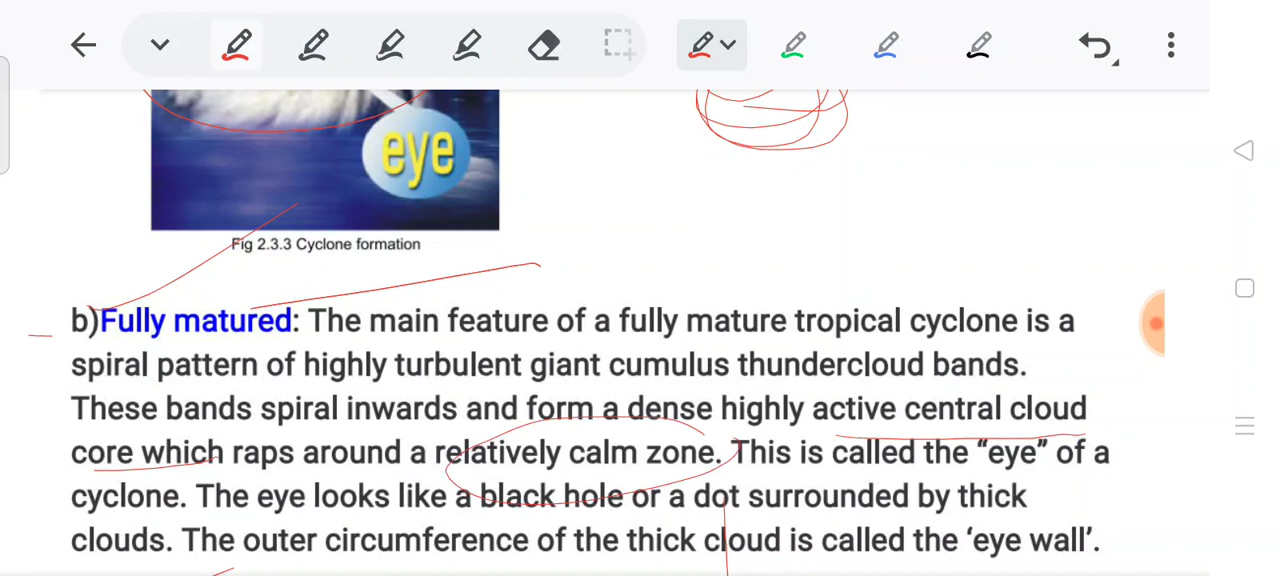 eye
Fig 2.3.3 Cyclone formation
b)Fully matured: The main feature of a fully mature tropical cyclone is a
spiral pattern of highly turbulent giant cumulus thundercloud bands.
These bands spiral inwards and form a dense highly active central cloud
core which raps around a relatively calm zone. This is called the “eye” of a
cyclone. The eye looks like a black hole or a dot surrounded by thick
clouds. The outer circumference of the thick cloud is called the ‘eye wall’.